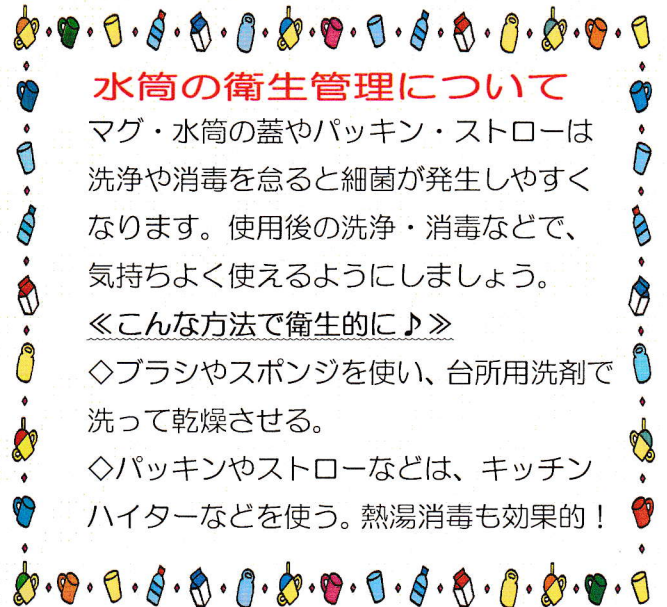 水筒の衛生管理について
マグ・水筒の蓋やパッキン・ストローは
洗浄や消毒を怠ると細菌が発生しやすく
なります。使用後の洗浄・消毒などで、
気持ちよく使えるようにしましょう。
≪こんな方法で衛生的に♪≫
◇ブラシやスポンジを使い、台所用洗剤で
洗って乾燥させる。
◇パッキンやストローなどは、キッチン
ハイターなどを使う。熱湯消毒も効果的！